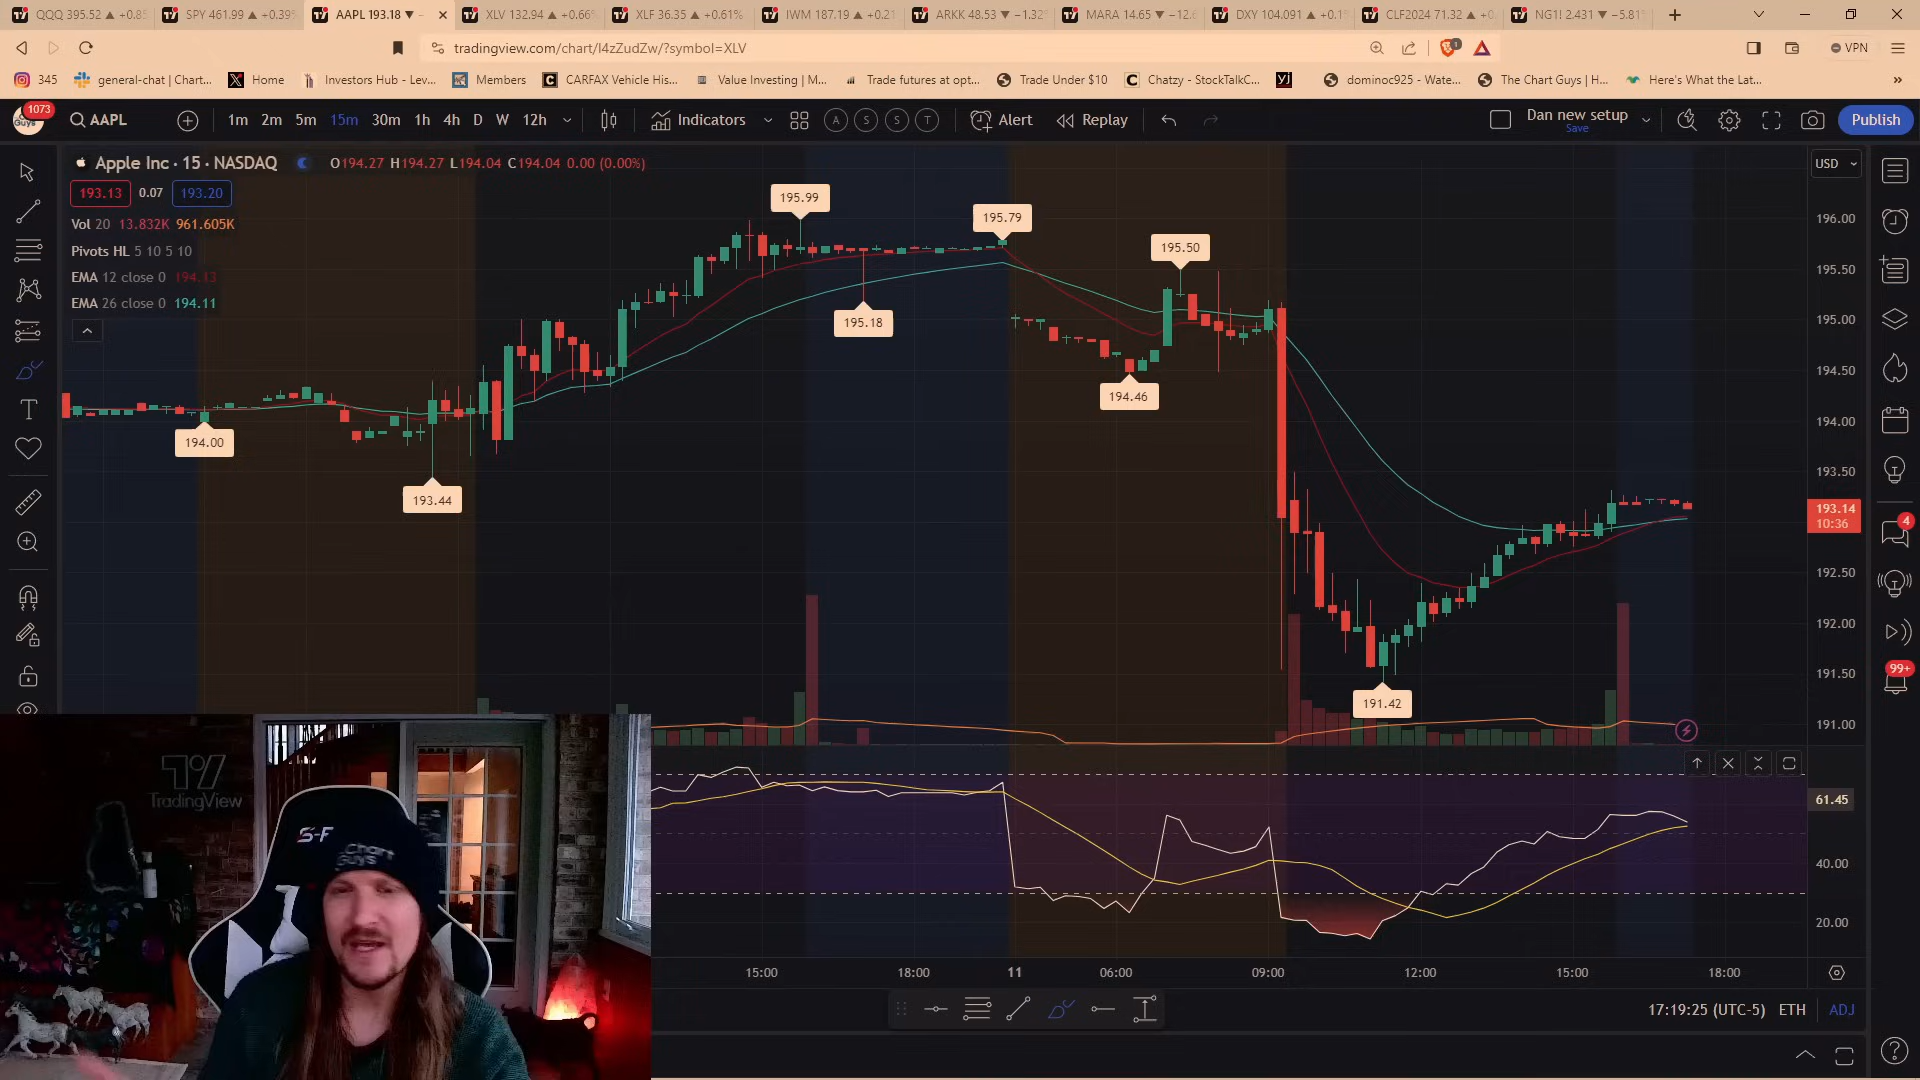 QQQ 395.52 ▲ +0.8
SPY 461.99 ▲ +0.39
AAPL 193.18 ▼ −
XLV 132.94 ▲ +0.66
XLF 36.35 ▲ +0.61%
IWM 187.19 ▲ +0.21
ARKK 48.53 ▼ −1.32
MARA 14.65 ▼ −12.
DXY 104.091 ▲ +0.1
CLF2024 71.32 ▲ +0
NG1! 2.431 ▼ −5.81
tradingview.com/chart/I4zZudZw/?symbol=XLV
1
VPN
345
general-chat | Chart...
Home
Investors Hub - Lev...
Members
CARFAX Vehicle His...
Value Investing | M...
Trade futures at opt...
Trade Under $10
Chatzy - StockTalkC...
dominoc925 - Wate...
The Chart Guys | H...
Here's What the Lat...
1073
AAPL
1m 2m 5m 15m 30m 1h 4h D W 12h
Indicators
A S S T
Alert
Replay
Dan new setup
Save
Publish
Apple Inc · 15 · NASDAQ
O194.27 H194.27 L194.04 C194.04 0.00 (0.00%)
USD
193.13 0.07 193.20
Vol 20 13.832K 961.605K
Pivots HL 5 10 5 10
EMA 12 close 0 194.13
EMA 26 close 0 194.11
195.99
195.79
195.50
195.18
194.46
194.00
193.44
191.42
196.00
195.50
195.00
194.50
194.00
193.50
193.14
10:36
192.50
192.00
191.50
191.00
4
99+
61.45
40.00
20.00
TradingView
S-F
Chart
Guys
15:00 18:00 11 06:00 09:00 12:00 15:00 18:00
17:19:25 (UTC-5) ETH ADJ